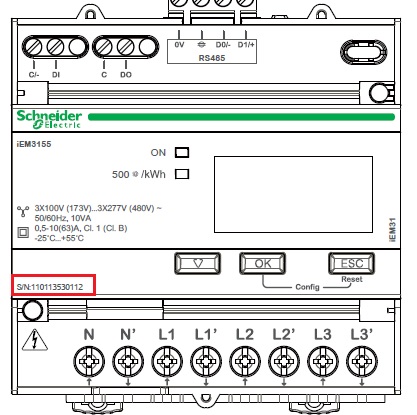 0V ⏚ D0/- D1/+
RS485
C/- DI C DO
Schneider
Electric
iEM3155
ON
500 /kWh
3X100V (173V)...3X277V (480V) ~
50/60Hz, 10VA
0,5-10(63)A, Cl. 1 (Cl. B)
-25°C...+55°C
iEM31
OK
ESC
Config
Reset
S/N:110113530112
N N' L1 L1' L2 L2' L3 L3'